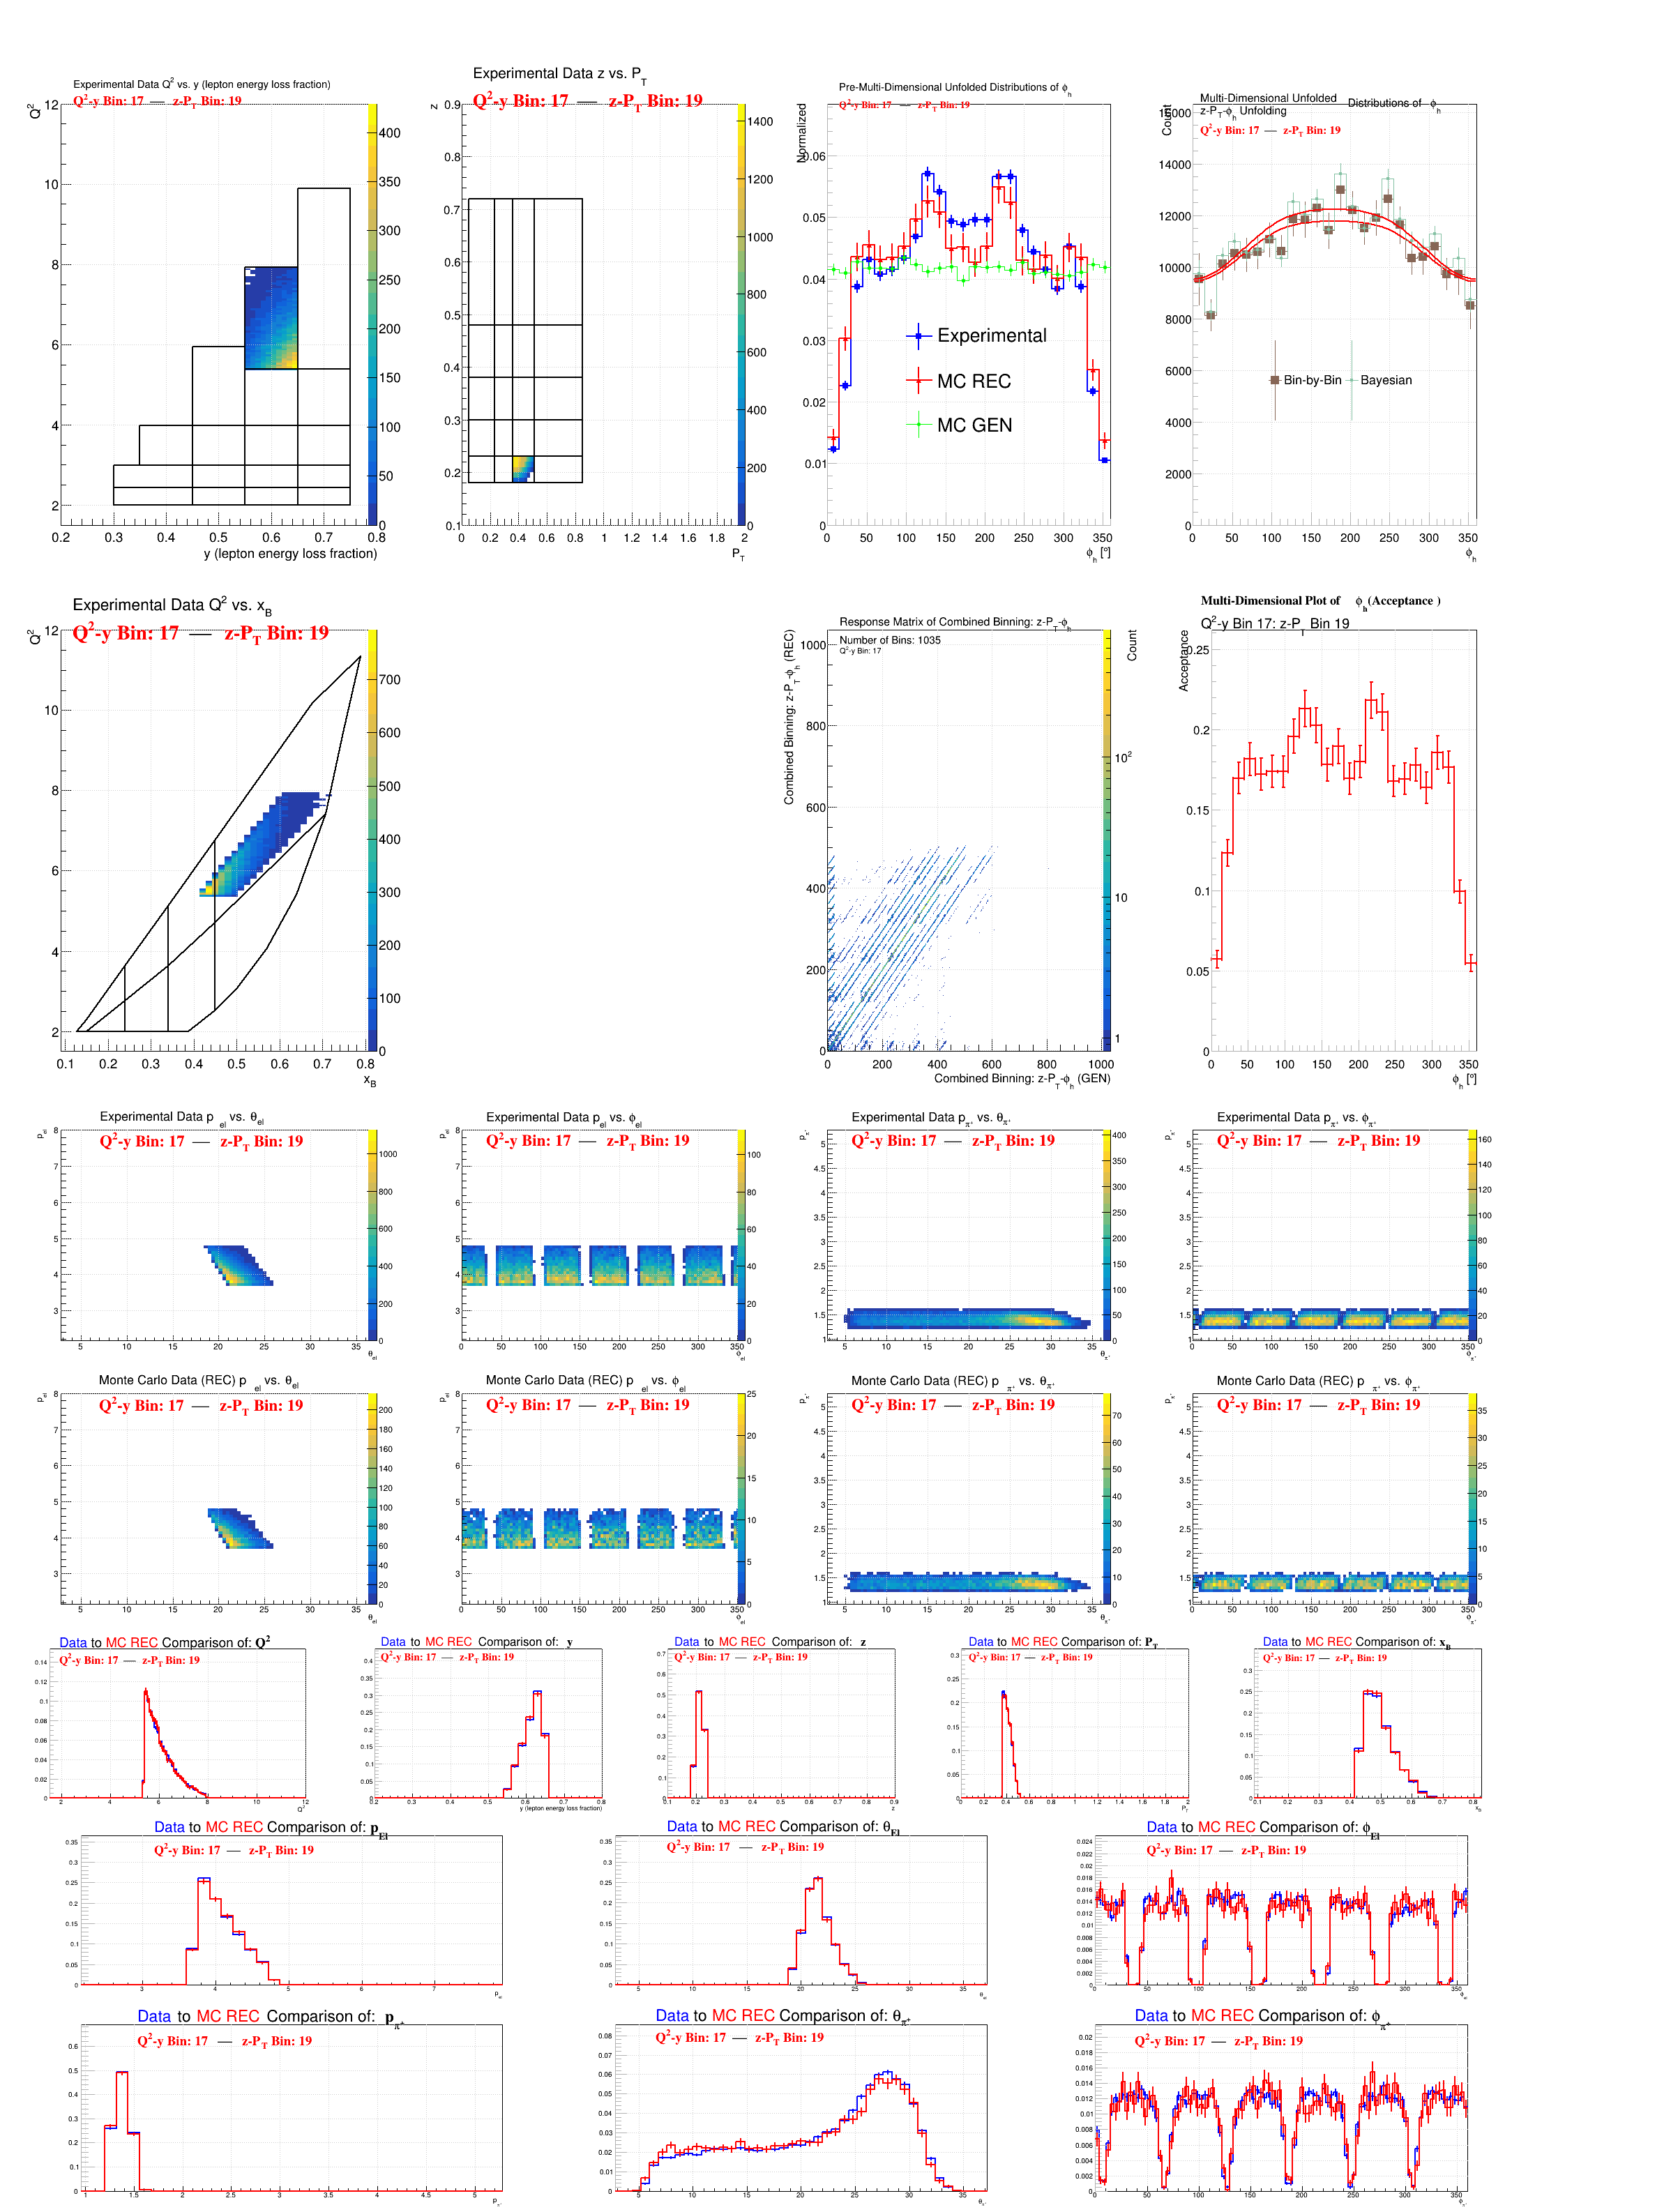 Experimental Data Q² vs. y (lepton energy loss fraction)
Q²-y Bin: 17 — z-P_T Bin: 19
Q²
y (lepton energy loss fraction)
Experimental Data z vs. P_T
Q²-y Bin: 17 — z-P_T Bin: 19
z
P_T
Pre-Multi-Dimensional Unfolded Distributions of ϕ_h
Q²-y Bin: 17 — z-P_T Bin: 19
Normalized
Experimental
MC REC
MC GEN
ϕ_h [°]
Multi-Dimensional Unfolded Distributions of ϕ_h
z-P_T-ϕ_h Unfolding
Q²-y Bin: 17 — z-P_T Bin: 19
Count
Bin-by-Bin
Bayesian
ϕ_h
Experimental Data Q² vs. x_B
Q²-y Bin: 17 — z-P_T Bin: 19
Q²
x_B
Response Matrix of Combined Binning: z-P_T-ϕ_h
Number of Bins: 1035
Q²-y Bin: 17
Combined Binning: z-P_T-ϕ_h (REC)
Combined Binning: z-P_T-ϕ_h (GEN)
Count
Multi-Dimensional Plot of ϕ_h (Acceptance )
Q²-y Bin 17: z-P_T Bin 19
Acceptance
ϕ_h [°]
Experimental Data p_el vs. θ_el
Q²-y Bin: 17 — z-P_T Bin: 19
Experimental Data p_el vs. ϕ_el
Q²-y Bin: 17 — z-P_T Bin: 19
Experimental Data p_π⁺ vs. θ_π⁺
Q²-y Bin: 17 — z-P_T Bin: 19
Experimental Data p_π⁺ vs. ϕ_π⁺
Q²-y Bin: 17 — z-P_T Bin: 19
Monte Carlo Data (REC) p_el vs. θ_el
Q²-y Bin: 17 — z-P_T Bin: 19
Monte Carlo Data (REC) p_el vs. ϕ_el
Q²-y Bin: 17 — z-P_T Bin: 19
Monte Carlo Data (REC) p_π⁺ vs. θ_π⁺
Q²-y Bin: 17 — z-P_T Bin: 19
Monte Carlo Data (REC) p_π⁺ vs. ϕ_π⁺
Q²-y Bin: 17 — z-P_T Bin: 19
Data to MC REC Comparison of: Q²
Q²-y Bin: 17 — z-P_T Bin: 19
Data to MC REC Comparison of: y
Q²-y Bin: 17 — z-P_T Bin: 19
y (lepton energy loss fraction)
Data to MC REC Comparison of: z
Q²-y Bin: 17 — z-P_T Bin: 19
Data to MC REC Comparison of: P_T
Q²-y Bin: 17 — z-P_T Bin: 19
Data to MC REC Comparison of: x_B
Q²-y Bin: 17 — z-P_T Bin: 19
Data to MC REC Comparison of: p_El
Q²-y Bin: 17 — z-P_T Bin: 19
Data to MC REC Comparison of: θ_El
Q²-y Bin: 17 — z-P_T Bin: 19
Data to MC REC Comparison of: ϕ_El
Q²-y Bin: 17 — z-P_T Bin: 19
Data to MC REC Comparison of: p_π⁺
Q²-y Bin: 17 — z-P_T Bin: 19
Data to MC REC Comparison of: θ_π⁺
Q²-y Bin: 17 — z-P_T Bin: 19
Data to MC REC Comparison of: ϕ_π⁺
Q²-y Bin: 17 — z-P_T Bin: 19